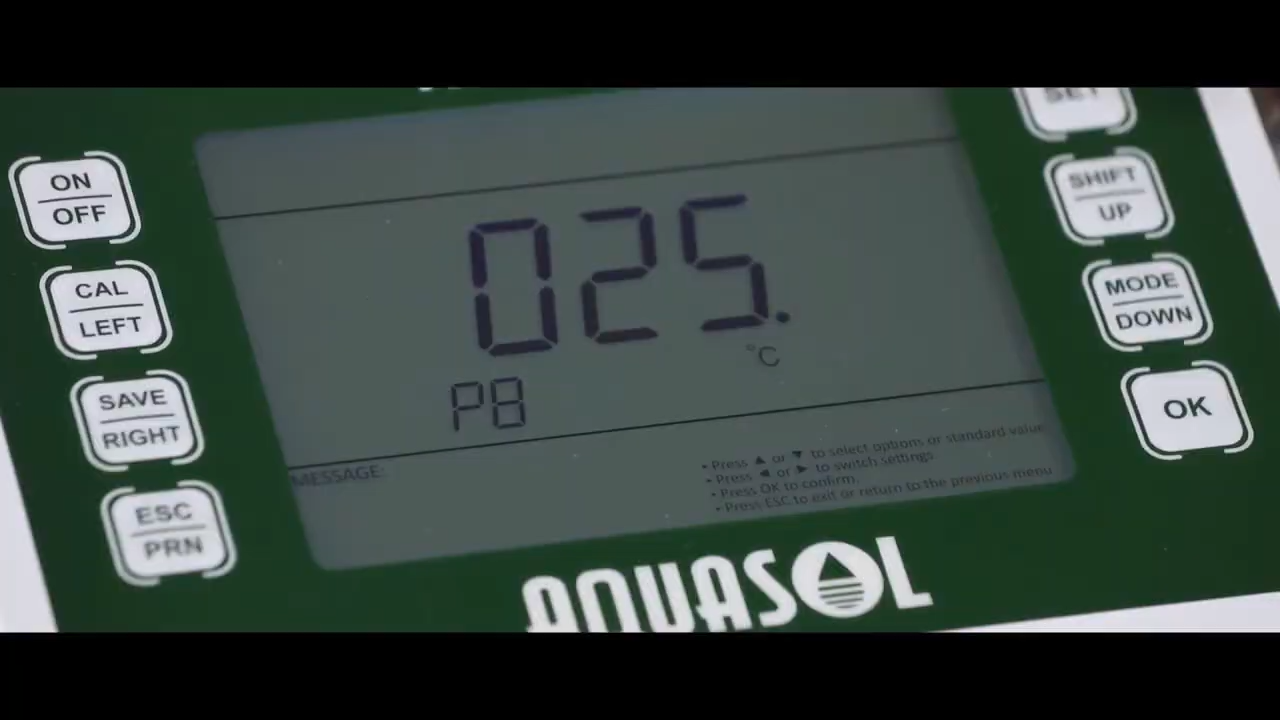 ON
OFF
CAL
LEFT
SAVE
RIGHT
ESC
PRN
025.
°C
P8
MESSAGE:
• Press ▲ or ▼ to select options or standard value
• Press ◄ or ► to switch settings
• Press OK to confirm.
• Press ESC to exit or return to the previous menu
SET
SHIFT
UP
MODE
DOWN
OK
AQUASOL